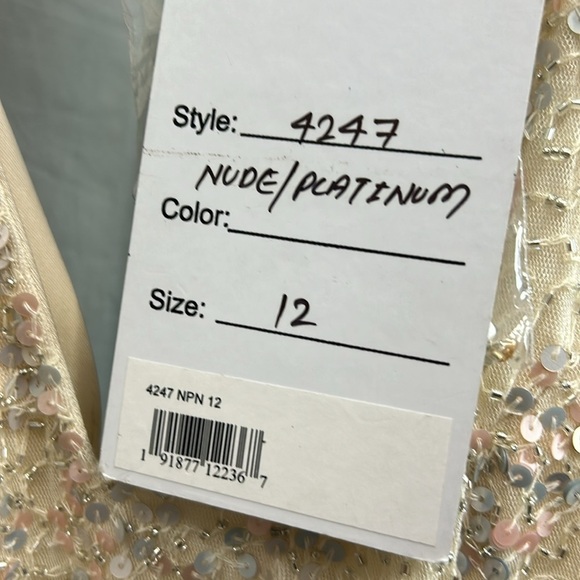 Style: 4247
NUDE/PLATINUM
Color:
Size: 12
4247 NPN 12
1 91877 12236 7